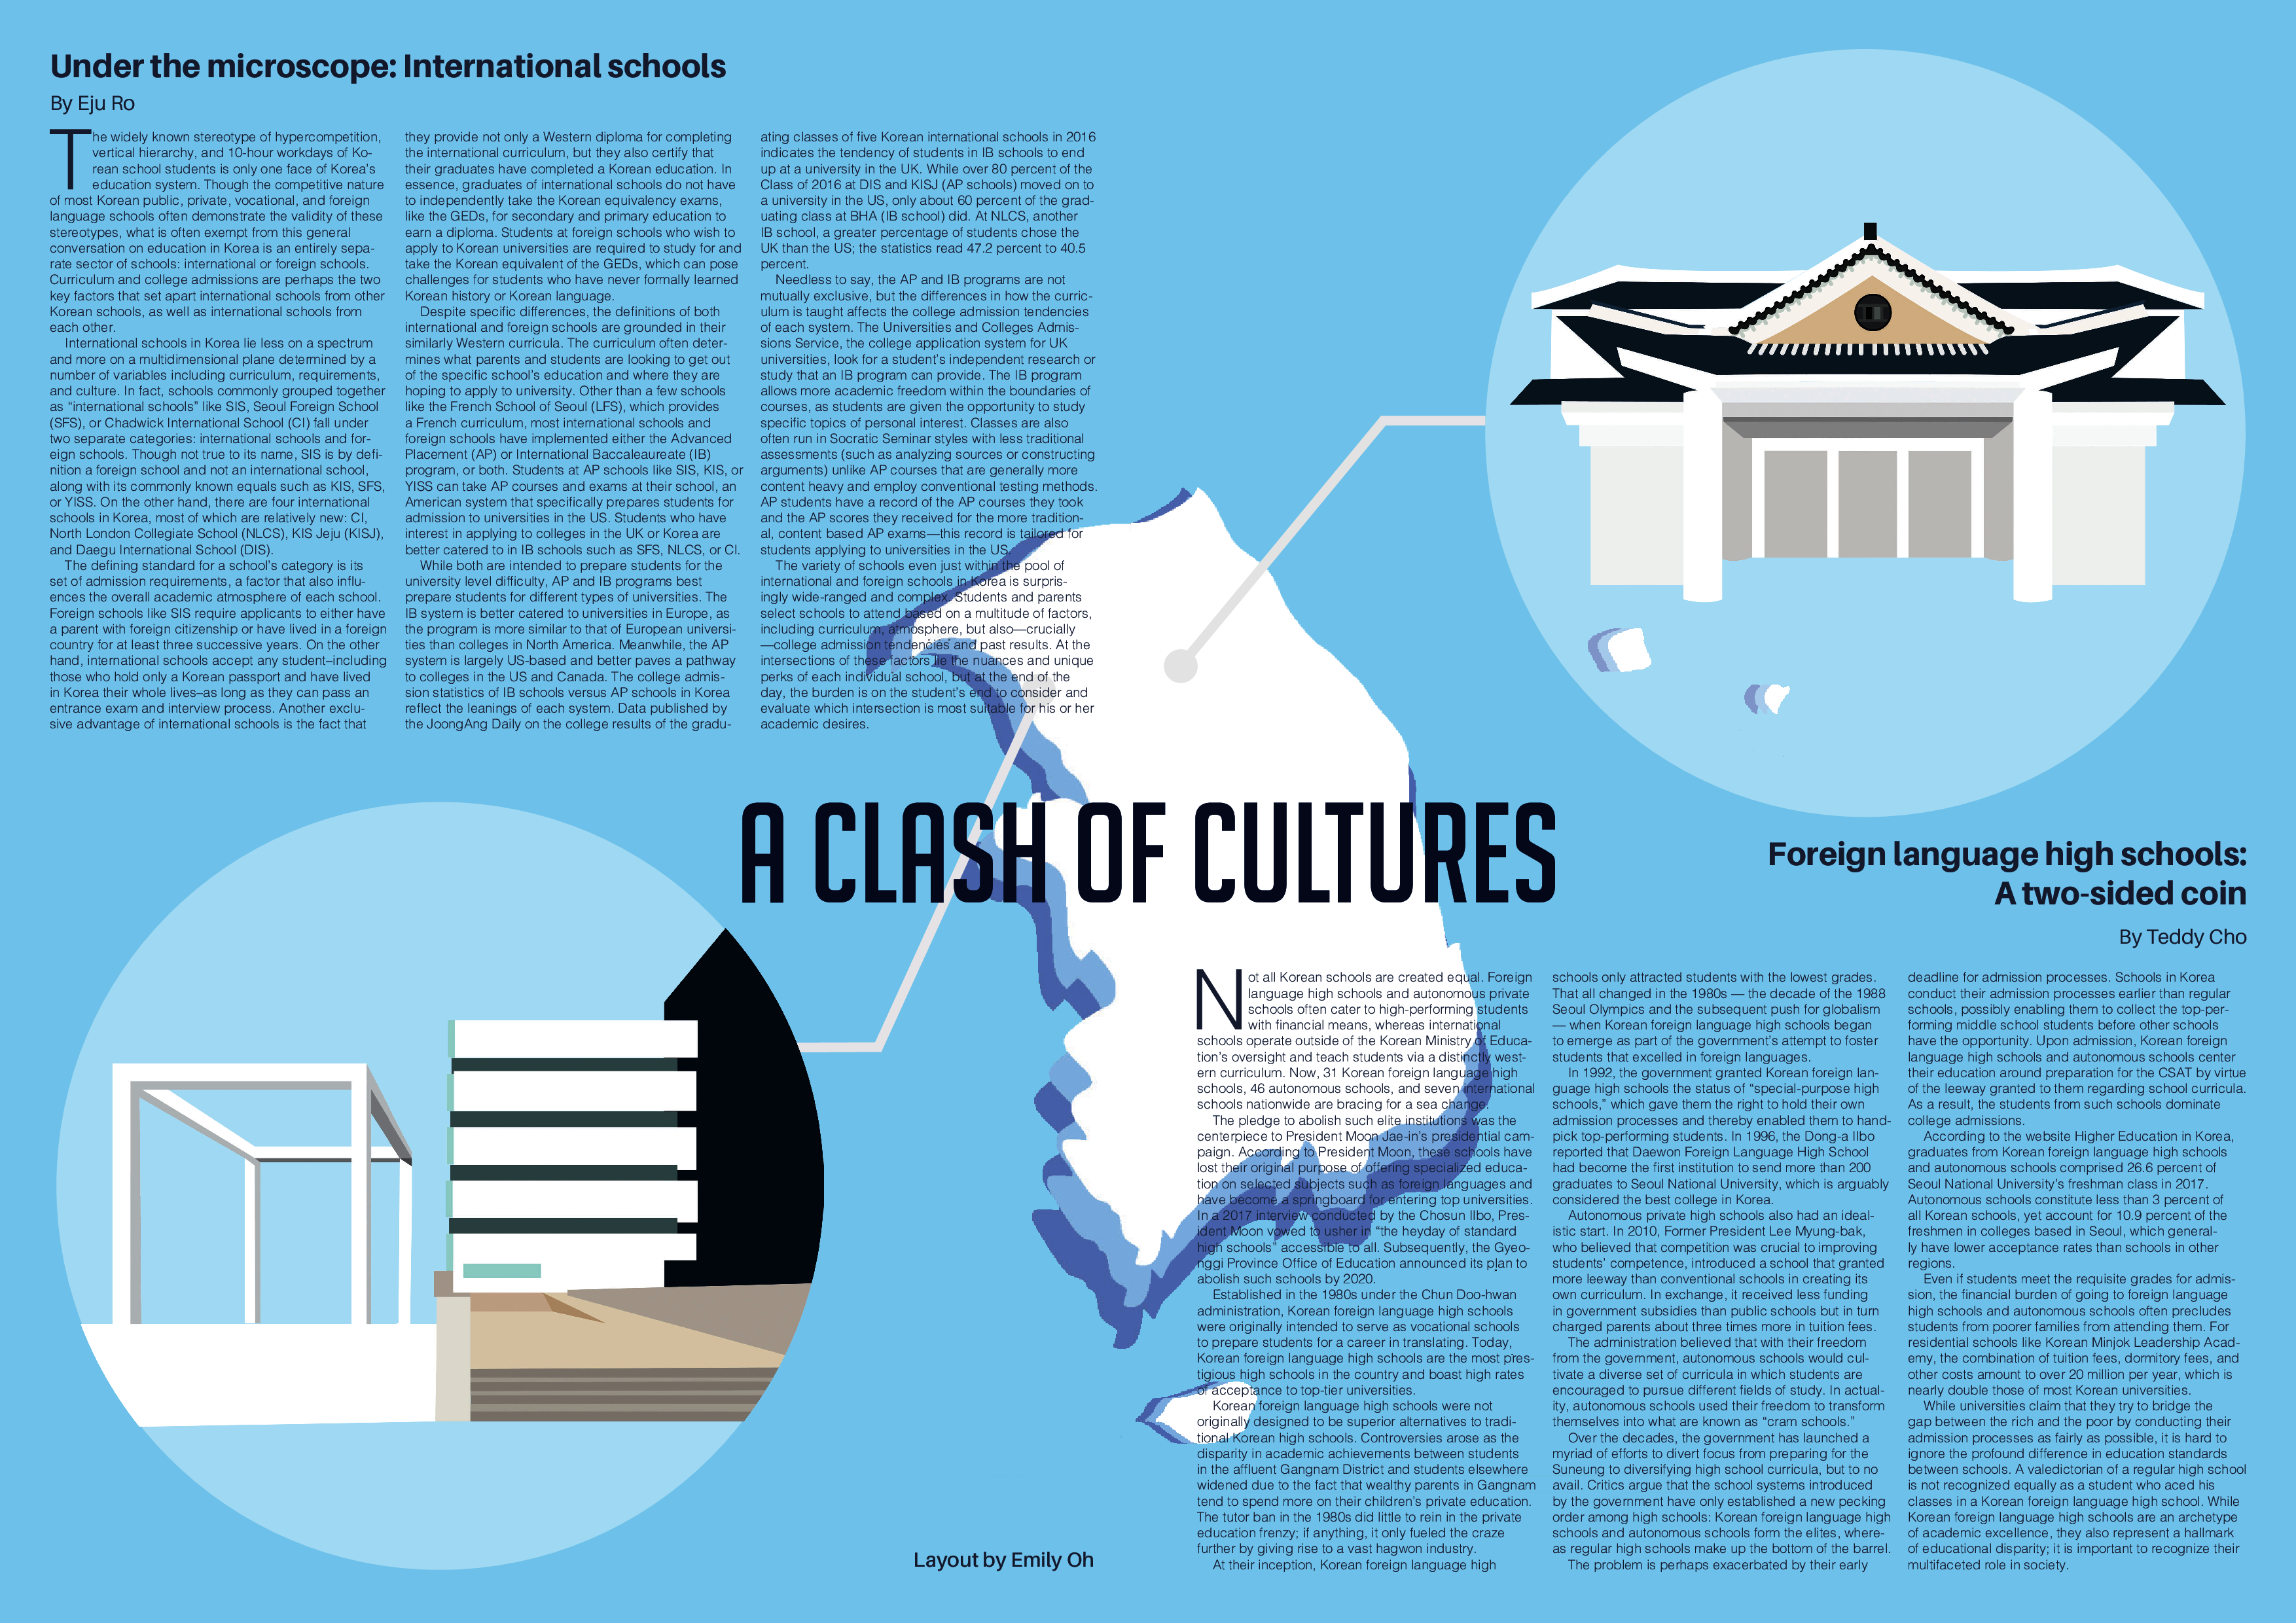 Under the microscope: International schools
By Eju Ro
The widely known stereotype of hypercompetition,
vertical hierarchy, and 10-hour workdays of Ko-
rean school students is only one face of Korea's
education system. Though the competitive nature
of most Korean public, private, vocational, and foreign
language schools often demonstrate the validity of these
stereotypes, what is often exempt from this general
conversation on education in Korea is an entirely sepa-
rate sector of schools: international or foreign schools.
Curriculum and college admissions are perhaps the two
key factors that set apart international schools from other
Korean schools, as well as international schools from
each other.
International schools in Korea lie less on a spectrum
and more on a multidimensional plane determined by a
number of variables including curriculum, requirements,
and culture. In fact, schools commonly grouped together
as “international schools” like SIS, Seoul Foreign School
(SFS), or Chadwick International School (CI) fall under
two separate categories: international schools and for-
eign schools. Though not true to its name, SIS is by defi-
nition a foreign school and not an international school,
along with its commonly known equals such as KIS, SFS,
or YISS. On the other hand, there are four international
schools in Korea, most of which are relatively new: CI,
North London Collegiate School (NLCS), KIS Jeju (KISJ),
and Daegu International School (DIS).
The defining standard for a school's category is its
set of admission requirements, a factor that also influ-
ences the overall academic atmosphere of each school.
Foreign schools like SIS require applicants to either have
a parent with foreign citizenship or have lived in a foreign
country for at least three successive years. On the other
hand, international schools accept any student–including
those who hold only a Korean passport and have lived
in Korea their whole lives–as long as they can pass an
entrance exam and interview process. Another exclu-
sive advantage of international schools is the fact that
they provide not only a Western diploma for completing
the international curriculum, but they also certify that
their graduates have completed a Korean education. In
essence, graduates of international schools do not have
to independently take the Korean equivalency exams,
like the GEDs, for secondary and primary education to
earn a diploma. Students at foreign schools who wish to
apply to Korean universities are required to study for and
take the Korean equivalent of the GEDs, which can pose
challenges for students who have never formally learned
Korean history or Korean language.
Despite specific differences, the definitions of both
international and foreign schools are grounded in their
similarly Western curricula. The curriculum often deter-
mines what parents and students are looking to get out
of the specific school's education and where they are
hoping to apply to university. Other than a few schools
like the French School of Seoul (LFS), which provides
a French curriculum, most international schools and
foreign schools have implemented either the Advanced
Placement (AP) or International Baccaleaureate (IB)
program, or both. Students at AP schools like SIS, KIS, or
YISS can take AP courses and exams at their school, an
American system that specifically prepares students for
admission to universities in the US. Students who have
interest in applying to colleges in the UK or Korea are
better catered to in IB schools such as SFS, NLCS, or CI.
While both are intended to prepare students for the
university level difficulty, AP and IB programs best
prepare students for different types of universities. The
IB system is better catered to universities in Europe, as
the program is more similar to that of European universi-
ties than colleges in North America. Meanwhile, the AP
system is largely US-based and better paves a pathway
to colleges in the US and Canada. The college admis-
sion statistics of IB schools versus AP schools in Korea
reflect the leanings of each system. Data published by
the JoongAng Daily on the college results of the gradu-
ating classes of five Korean international schools in 2016
indicates the tendency of students in IB schools to end
up at a university in the UK. While over 80 percent of the
Class of 2016 at DIS and KISJ (AP schools) moved on to
a university in the US, only about 60 percent of the grad-
uating class at BHA (IB school) did. At NLCS, another
IB school, a greater percentage of students chose the
UK than the US; the statistics read 47.2 percent to 40.5
percent.
Needless to say, the AP and IB programs are not
mutually exclusive, but the differences in how the curric-
ulum is taught affects the college admission tendencies
of each system. The Universities and Colleges Admis-
sions Service, the college application system for UK
universities, look for a student's independent research or
study that an IB program can provide. The IB program
allows more academic freedom within the boundaries of
courses, as students are given the opportunity to study
specific topics of personal interest. Classes are also
often run in Socratic Seminar styles with less traditional
assessments (such as analyzing sources or constructing
arguments) unlike AP courses that are generally more
content heavy and employ conventional testing methods.
AP students have a record of the AP courses they took
and the AP scores they received for the more tradition-
al, content based AP exams—this record is tailored for
students applying to universities in the US.
The variety of schools even just within the pool of
international and foreign schools in Korea is surpris-
ingly wide-ranged and complex. Students and parents
select schools to attend based on a multitude of factors,
including curriculum, atmosphere, but also—crucially
—college admission tendencies and past results. At the
intersections of these factors lie the nuances and unique
perks of each individual school, but at the end of the
day, the burden is on the student's end to consider and
evaluate which intersection is most suitable for his or her
academic desires.
A CLASH OF CULTURES
Foreign language high schools:
A two-sided coin
By Teddy Cho
Not all Korean schools are created equal. Foreign
language high schools and autonomous private
schools often cater to high-performing students
with financial means, whereas international
schools operate outside of the Korean Ministry of Educa-
tion's oversight and teach students via a distinctly west-
ern curriculum. Now, 31 Korean foreign language high
schools, 46 autonomous schools, and seven international
schools nationwide are bracing for a sea change.
The pledge to abolish such elite institutions was the
centerpiece to President Moon Jae-in's presidential cam-
paign. According to President Moon, these schools have
lost their original purpose of offering specialized educa-
tion on selected subjects such as foreign languages and
have become a springboard for entering top universities.
In a 2017 interview conducted by the Chosun Ilbo, Pres-
ident Moon vowed to usher in “the heyday of standard
high schools” accessible to all. Subsequently, the Gyeo-
nggi Province Office of Education announced its plan to
abolish such schools by 2020.
Established in the 1980s under the Chun Doo-hwan
administration, Korean foreign language high schools
were originally intended to serve as vocational schools
to prepare students for a career in translating. Today,
Korean foreign language high schools are the most pres-
tigious high schools in the country and boast high rates
of acceptance to top-tier universities.
Korean foreign language high schools were not
originally designed to be superior alternatives to tradi-
tional Korean high schools. Controversies arose as the
disparity in academic achievements between students
in the affluent Gangnam District and students elsewhere
widened due to the fact that wealthy parents in Gangnam
tend to spend more on their children's private education.
The tutor ban in the 1980s did little to rein in the private
education frenzy; if anything, it only fueled the craze
further by giving rise to a vast hagwon industry.
At their inception, Korean foreign language high
schools only attracted students with the lowest grades.
That all changed in the 1980s — the decade of the 1988
Seoul Olympics and the subsequent push for globalism
— when Korean foreign language high schools began
to emerge as part of the government's attempt to foster
students that excelled in foreign languages.
In 1992, the government granted Korean foreign lan-
guage high schools the status of “special-purpose high
schools,” which gave them the right to hold their own
admission processes and thereby enabled them to hand-
pick top-performing students. In 1996, the Dong-a Ilbo
reported that Daewon Foreign Language High School
had become the first institution to send more than 200
graduates to Seoul National University, which is arguably
considered the best college in Korea.
Autonomous private high schools also had an ideal-
istic start. In 2010, Former President Lee Myung-bak,
who believed that competition was crucial to improving
students' competence, introduced a school that granted
more leeway than conventional schools in creating its
own curriculum. In exchange, it received less funding
in government subsidies than public schools but in turn
charged parents about three times more in tuition fees.
The administration believed that with their freedom
from the government, autonomous schools would cul-
tivate a diverse set of curricula in which students are
encouraged to pursue different fields of study. In actual-
ity, autonomous schools used their freedom to transform
themselves into what are known as “cram schools.”
Over the decades, the government has launched a
myriad of efforts to divert focus from preparing for the
Suneung to diversifying high school curricula, but to no
avail. Critics argue that the school systems introduced
by the government have only established a new pecking
order among high schools: Korean foreign language high
schools and autonomous schools form the elites, where-
as regular high schools make up the bottom of the barrel.
The problem is perhaps exacerbated by their early
deadline for admission processes. Schools in Korea
conduct their admission processes earlier than regular
schools, possibly enabling them to collect the top-per-
forming middle school students before other schools
have the opportunity. Upon admission, Korean foreign
language high schools and autonomous schools center
their education around preparation for the CSAT by virtue
of the leeway granted to them regarding school curricula.
As a result, the students from such schools dominate
college admissions.
According to the website Higher Education in Korea,
graduates from Korean foreign language high schools
and autonomous schools comprised 26.6 percent of
Seoul National University's freshman class in 2017.
Autonomous schools constitute less than 3 percent of
all Korean schools, yet account for 10.9 percent of the
freshmen in colleges based in Seoul, which general-
ly have lower acceptance rates than schools in other
regions.
Even if students meet the requisite grades for admis-
sion, the financial burden of going to foreign language
high schools and autonomous schools often precludes
students from poorer families from attending them. For
residential schools like Korean Minjok Leadership Acad-
emy, the combination of tuition fees, dormitory fees, and
other costs amount to over 20 million per year, which is
nearly double those of most Korean universities.
While universities claim that they try to bridge the
gap between the rich and the poor by conducting their
admission processes as fairly as possible, it is hard to
ignore the profound difference in education standards
between schools. A valedictorian of a regular high school
is not recognized equally as a student who aced his
classes in a Korean foreign language high school. While
Korean foreign language high schools are an archetype
of academic excellence, they also represent a hallmark
of educational disparity; it is important to recognize their
multifaceted role in society.
Layout by Emily Oh